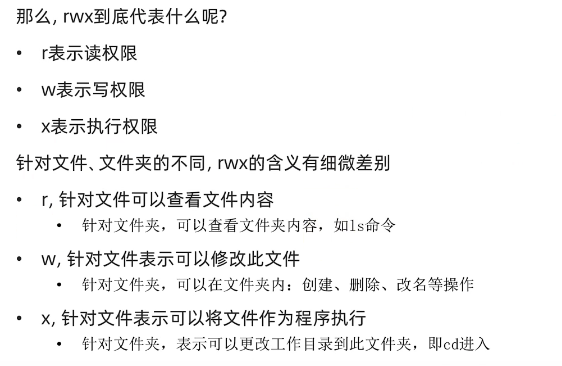 那么, rwx到底代表什么呢?
• r表示读权限
• w表示写权限
• x表示执行权限
针对文件、文件夹的不同, rwx的含义有细微差别
• r, 针对文件可以查看文件内容
• 针对文件夹，可以查看文件夹内容，如ls命令
• w, 针对文件表示可以修改此文件
• 针对文件夹，可以在文件夹内：创建、删除、改名等操作
• x, 针对文件表示可以将文件作为程序执行
• 针对文件夹，表示可以更改工作目录到此文件夹，即cd进入